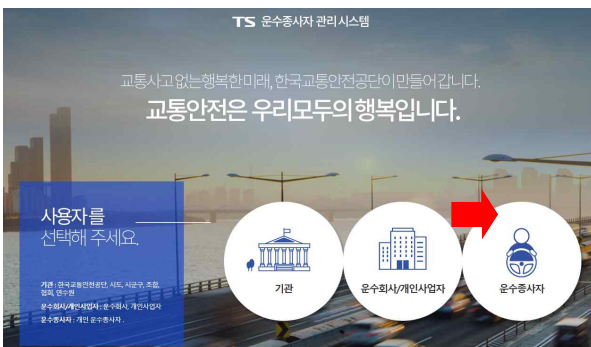 TS 운수종사자 관리시스템
교통사고없는행복한미래, 한국교통안전공단이만들어갑니다.
교통안전은 우리모두의행복입니다.
사용자를
선택해 주세요.
기관 : 한국교통안전공단, 시도, 시군구, 조합,
협회, 연수원
운수회사/개인사업자 : 운수회사, 개인사업자
운수종사자 : 개인 운수종사자 .
기관
운수회사/개인사업자
운수종사자